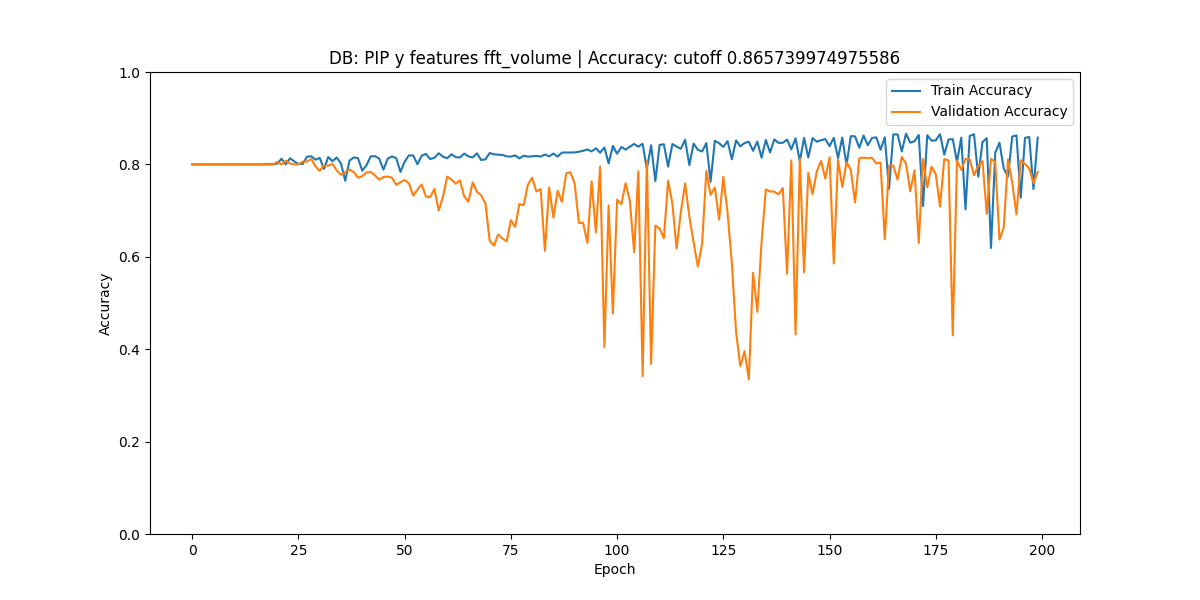 DB: PIP y features fft_volume | Accuracy: cutoff 0.865739974975586
Train Accuracy
Validation Accuracy
1.0
0.8
0.6
0.4
0.2
0.0
Accuracy
0 25 50 75 100 125 150 175 200
Epoch